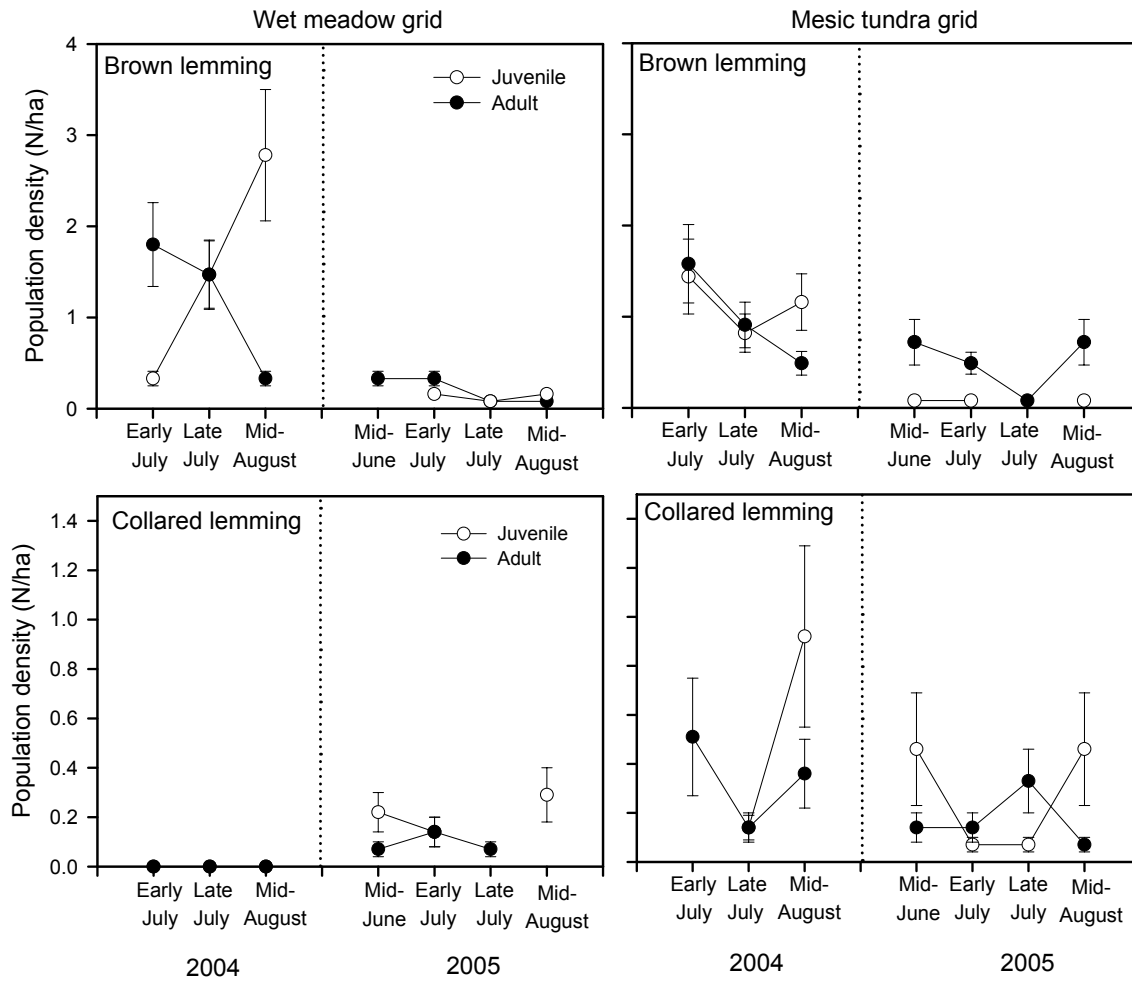 Wet meadow grid
Mesic tundra grid
Population density (N/ha)
4
3
2
1
0
Brown lemming
Juvenile
Adult
Early Late Mid- Mid- Early Late Mid-
July July August June July July August
Brown lemming
Early Late Mid- Mid- Early Late Mid-
July July August June July July August
Population density (N/ha)
1.4
1.2
1.0
0.8
0.6
0.4
0.2
0.0
Collared lemming
Juvenile
Adult
Early Late Mid- Mid- Early Late Mid-
July July August June July July August
2004 2005
Collared lemming
Early Late Mid- Mid- Early Late Mid-
July July August June July July August
2004 2005